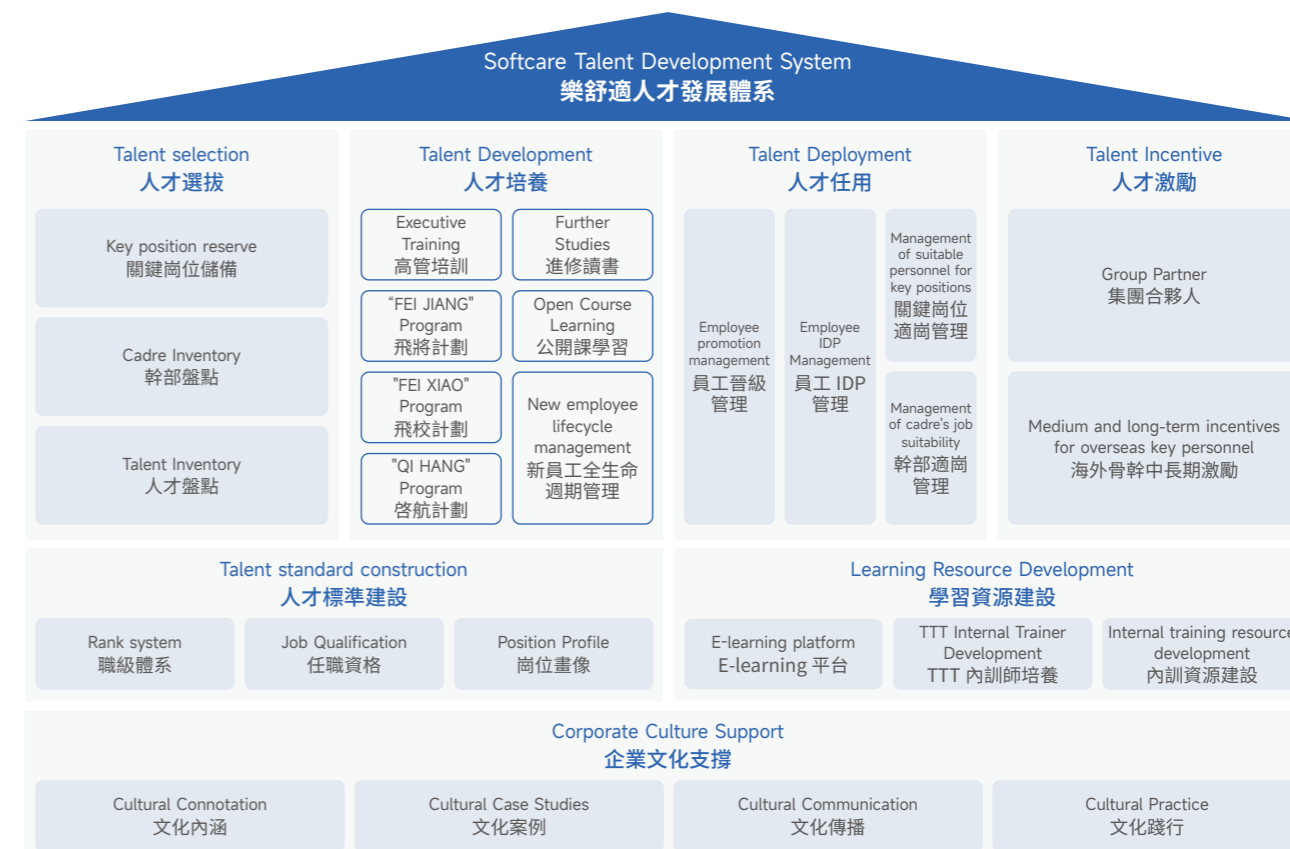 Softcare Talent Development System
樂舒適人才發展體系
Talent selection
人才選拔
Key position reserve
關鍵崗位儲備
Cadre Inventory
幹部盤點
Talent Inventory
人才盤點
Talent Development
人才培養
Executive
Training
高管培訓
Further
Studies
進修讀書
“FEI JIANG"
Program
飛將計劃
Open Course
Learning
公開課學習
"FEI XIAO"
Program
飛校計劃
"QI HANG"
Program
啓航計劃
New employee
lifecycle
management
新員工全生命
週期管理
Talent Deployment
人才任用
Employee
promotion
management
員工晉級
管理
Employee
IDP
Management
員工 IDP
管理
Management
of suitable
personnel for
key positions
關鍵崗位
適崗管理
Management
of cadre's job
suitability
幹部適崗
管理
Talent Incentive
人才激勵
Group Partner
集團合夥人
Medium and long-term incentives
for overseas key personnel
海外骨幹中長期激勵
Talent standard construction
人才標準建設
Rank system
職級體系
Job Qualification
任職資格
Position Profile
崗位畫像
Learning Resource Development
學習資源建設
E-learning platform
E-learning 平台
TTT Internal Trainer
Development
TTT 內訓師培養
Internal training resource
development
內訓資源建設
Corporate Culture Support
企業文化支撐
Cultural Connotation
文化內涵
Cultural Case Studies
文化案例
Cultural Communication
文化傳播
Cultural Practice
文化踐行